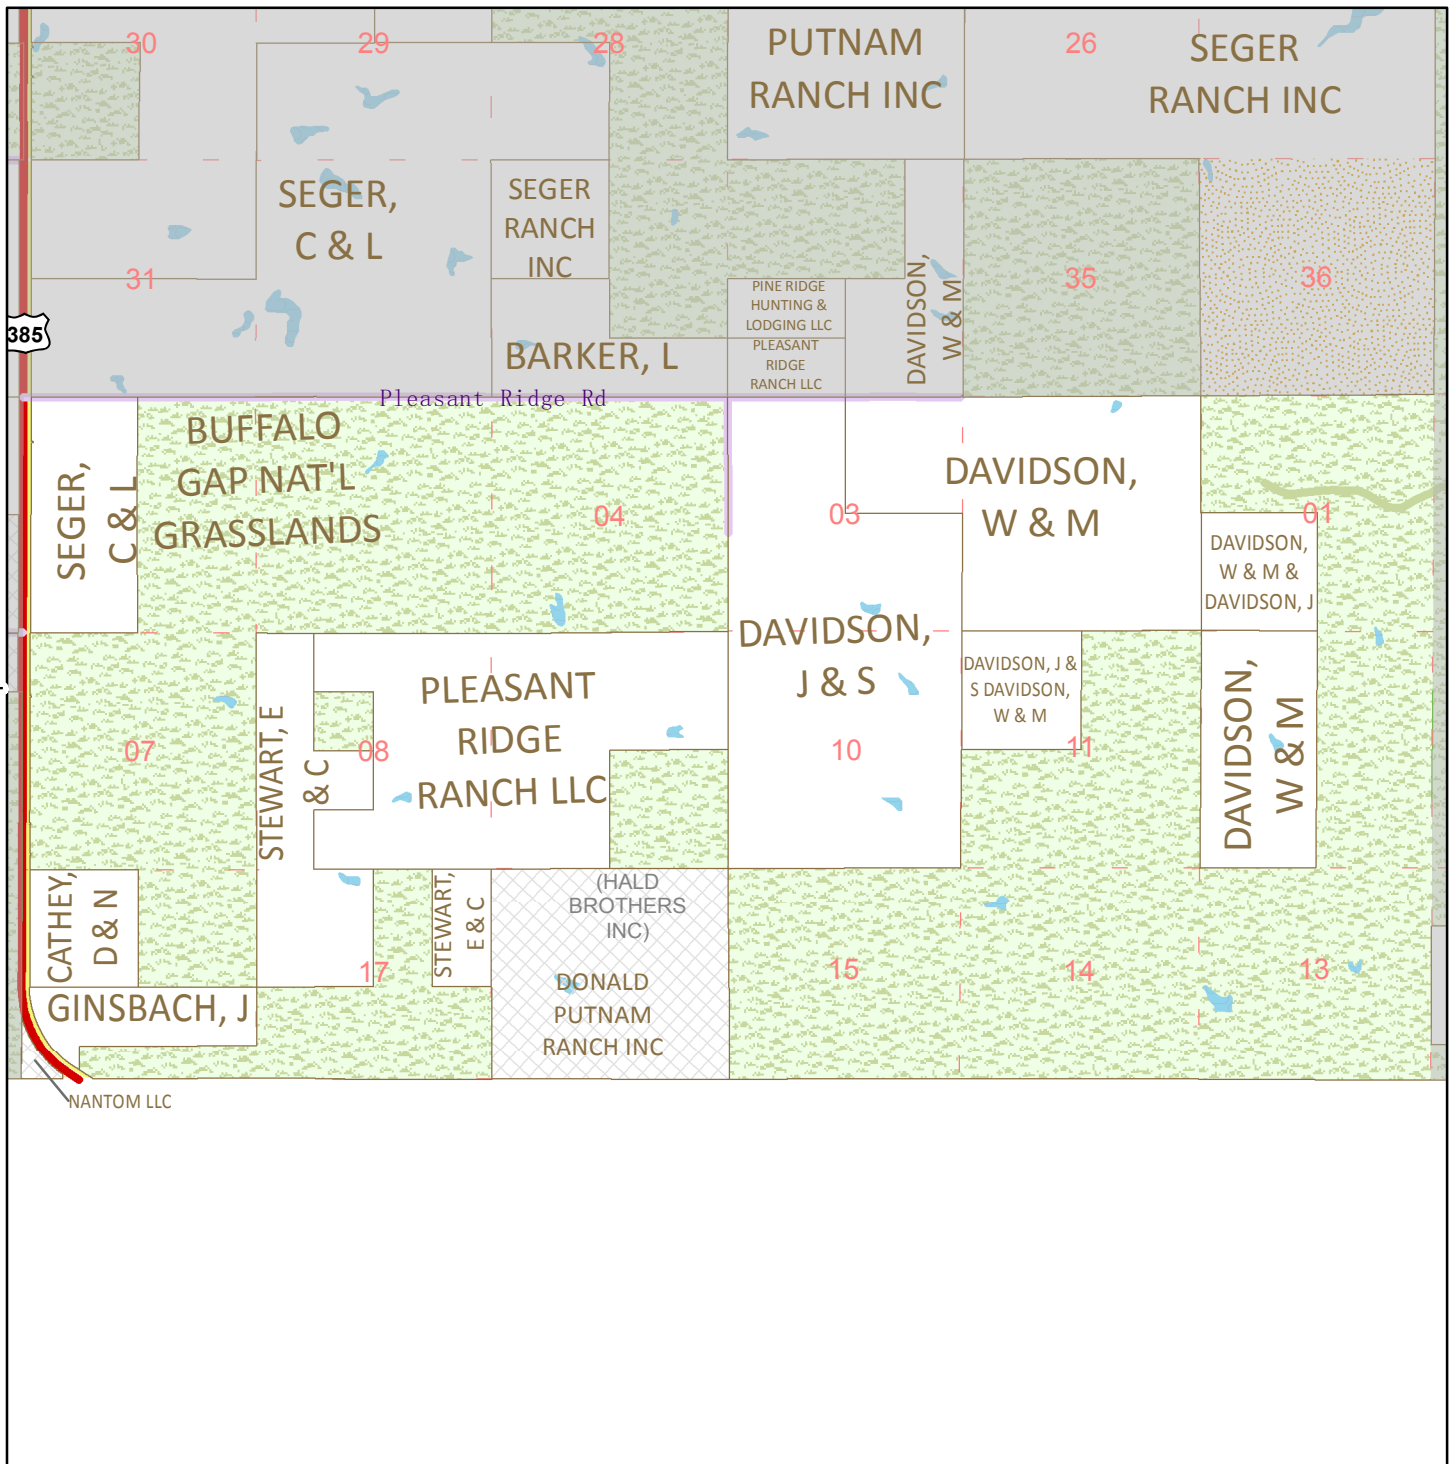 30
29
28
PUTNAM
RANCH INC
26
SEGER
RANCH INC
SEGER,
C & L
SEGER
RANCH
INC
31
PINE RIDGE
HUNTING &
LODGING LLC
DAVIDSON,
W & M
35
36
385
BARKER, L
PLEASANT
RIDGE
RANCH LLC
Pleasant Ridge Rd
BUFFALO
GAP NAT'L
GRASSLANDS
SEGER,
C & L
04
03
DAVIDSON,
W & M
01
DAVIDSON,
W & M &
DAVIDSON, J
DAVIDSON,
J & S
DAVIDSON, J &
S DAVIDSON,
W & M
PLEASANT
RIDGE
RANCH LLC
07
STEWART, E
& C
08
10
11
DAVIDSON,
W & M
CATHEY,
D & N
STEWART,
E & C
(HALD
BROTHERS
INC)
17
15
14
13
DONALD
PUTNAM
RANCH INC
GINSBACH, J
NANTOM LLC